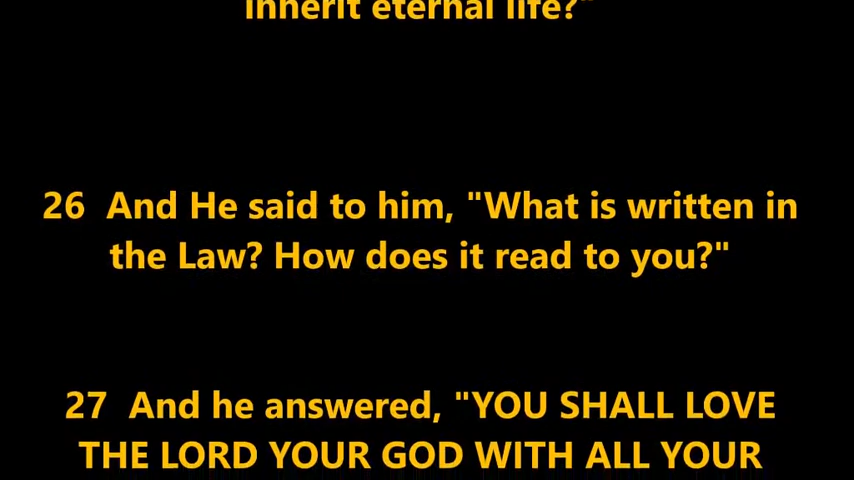 inherit eternal life?"
26 And He said to him, "What is written in
the Law? How does it read to you?"
27 And he answered, "YOU SHALL LOVE
THE LORD YOUR GOD WITH ALL YOUR